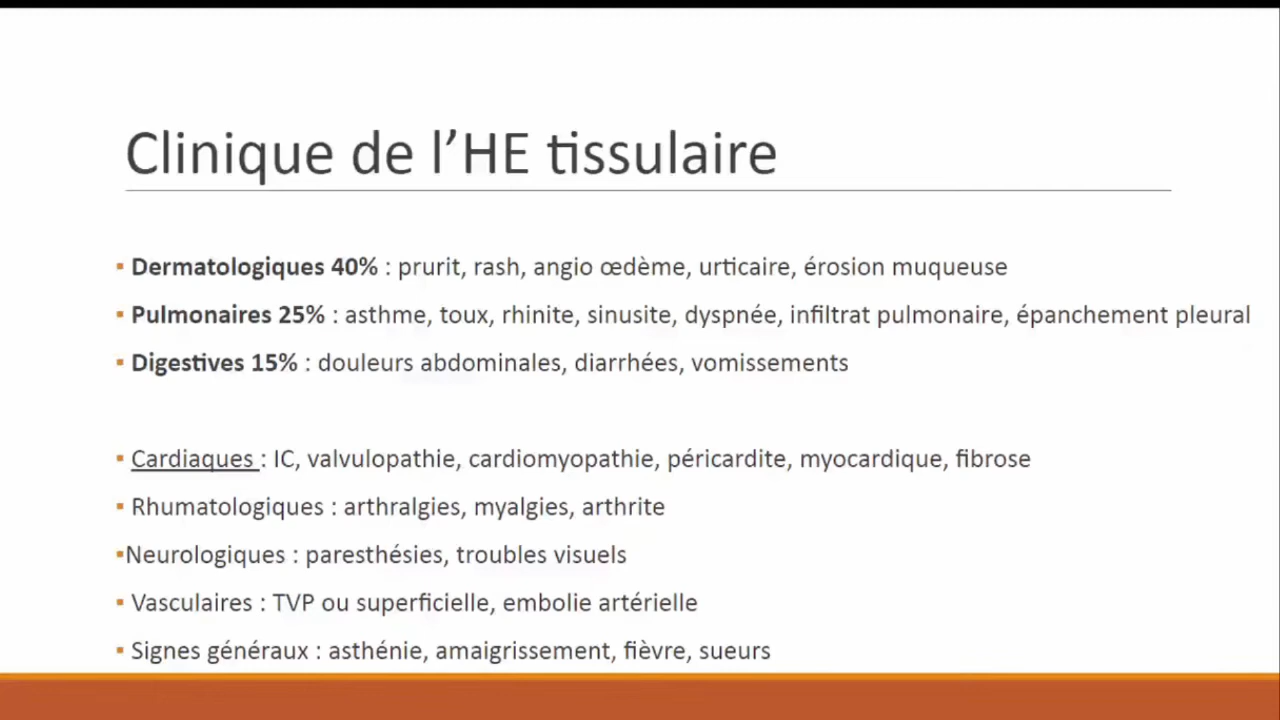 Clinique de l’HE tissulaire
▪ Dermatologiques 40% : prurit, rash, angio œdème, urticaire, érosion muqueuse
▪ Pulmonaires 25% : asthme, toux, rhinite, sinusite, dyspnée, infiltrat pulmonaire, épanchement pleural
▪ Digestives 15% : douleurs abdominales, diarrhées, vomissements
▪ Cardiaques : IC, valvulopathie, cardiomyopathie, péricardite, myocardique, fibrose
▪ Rhumatologiques : arthralgies, myalgies, arthrite
▪Neurologiques : paresthésies, troubles visuels
▪ Vasculaires : TVP ou superficielle, embolie artérielle
▪ Signes généraux : asthénie, amaigrissement, fièvre, sueurs